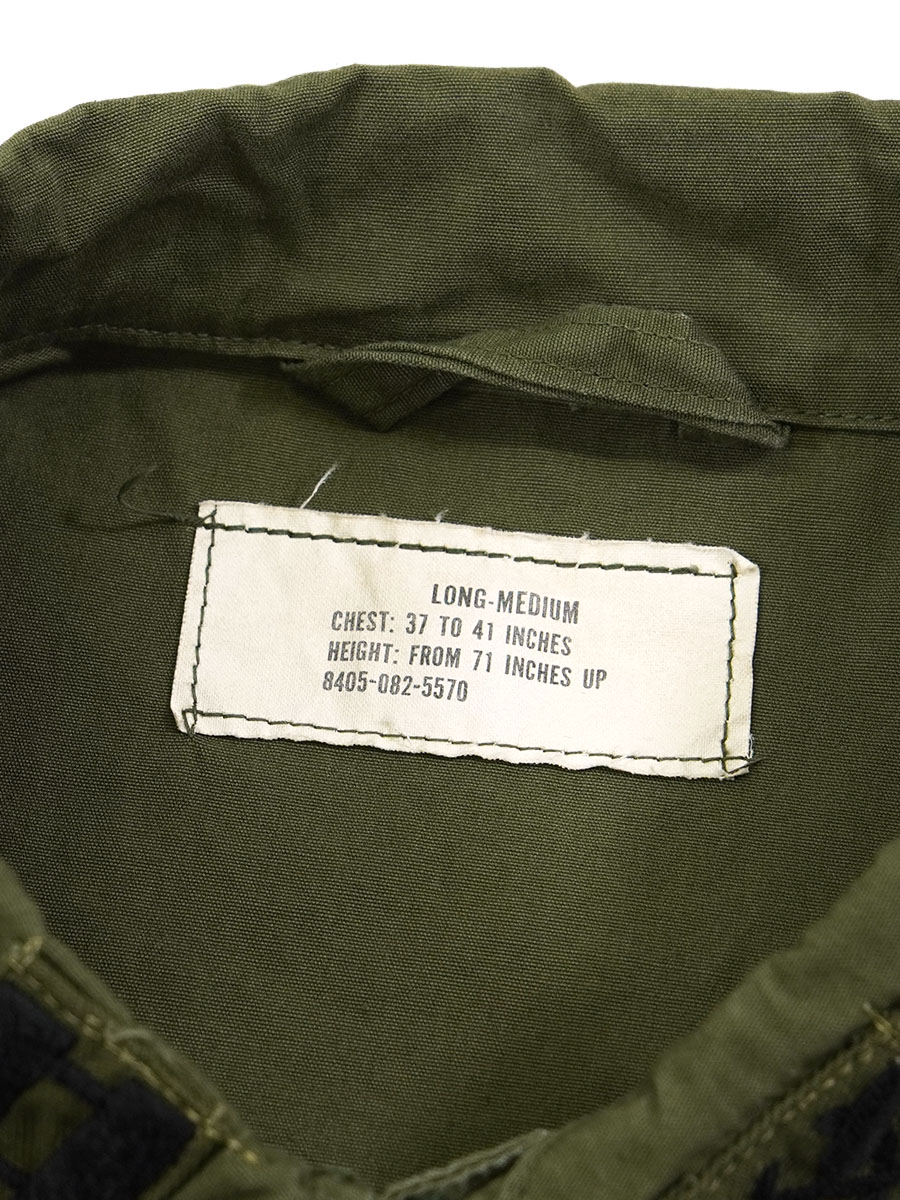 LONG-MEDIUM
CHEST: 37 TO 41 INCHES
HEIGHT: FROM 71 INCHES UP
8405-082-5570